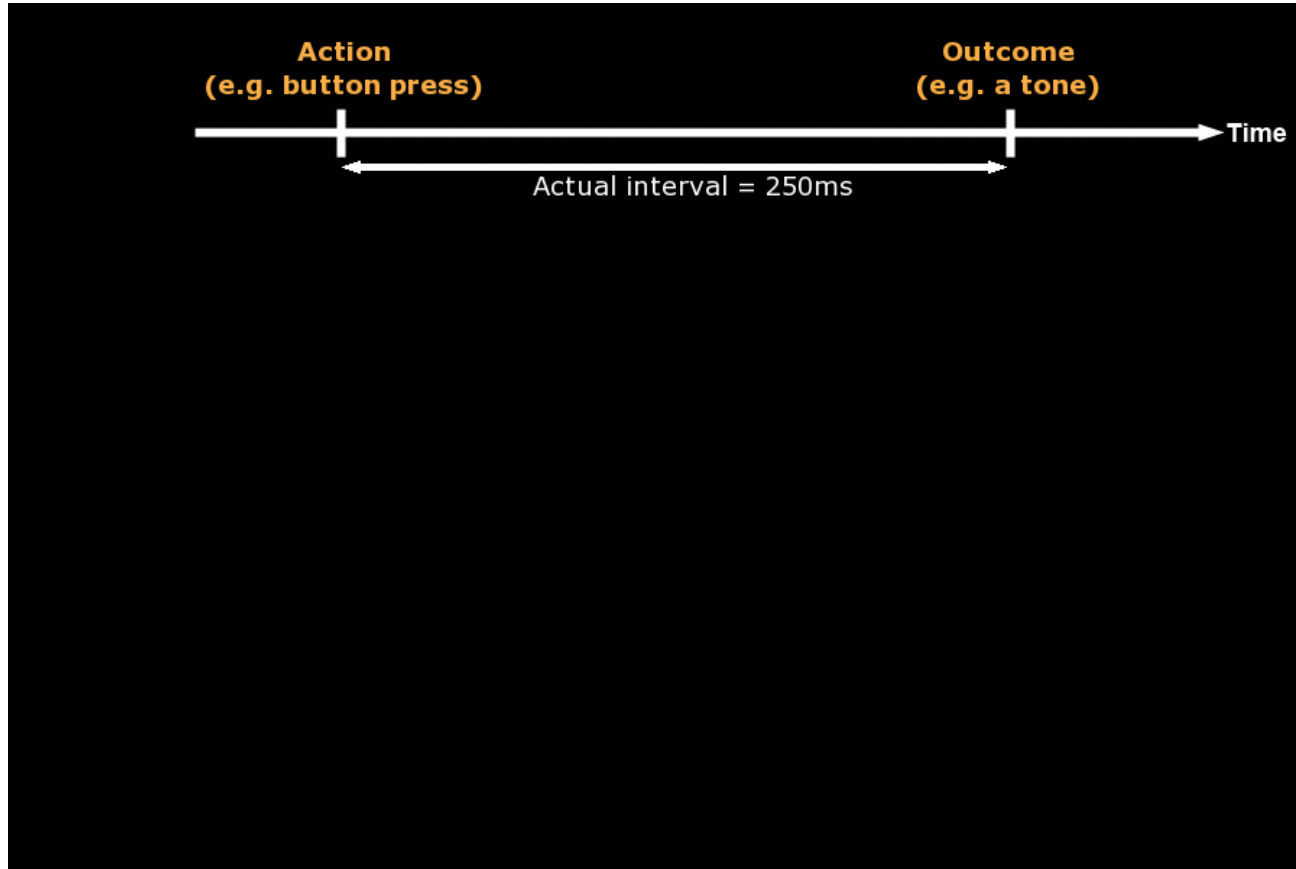 Action
(e.g. button press)
Outcome
(e.g. a tone)
Time
Actual interval = 250ms